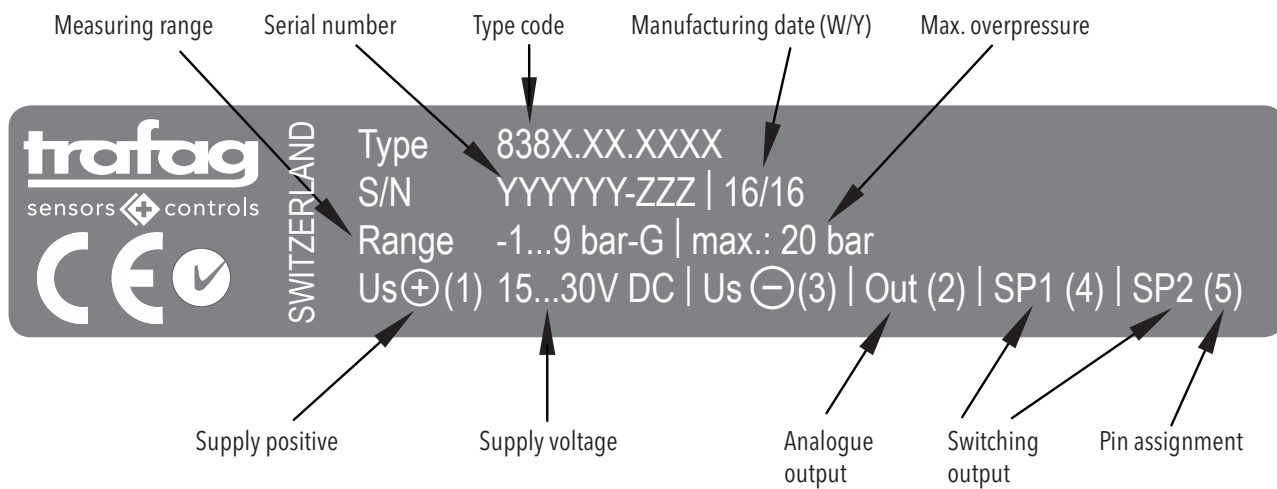 Measuring range Serial number Type code Manufacturing date (W/Y) Max. overpressure
trafag
sensors controls
CE
SWITZERLAND
Type 838X.XX.XXXX
S/N YYYYYY-ZZZ | 16/16
Range -1...9 bar-G | max.: 20 bar
Us⊕(1) 15...30V DC | Us⊖(3) | Out (2) | SP1 (4) | SP2 (5)
Supply positive Supply voltage Analogue output Switching output Pin assignment